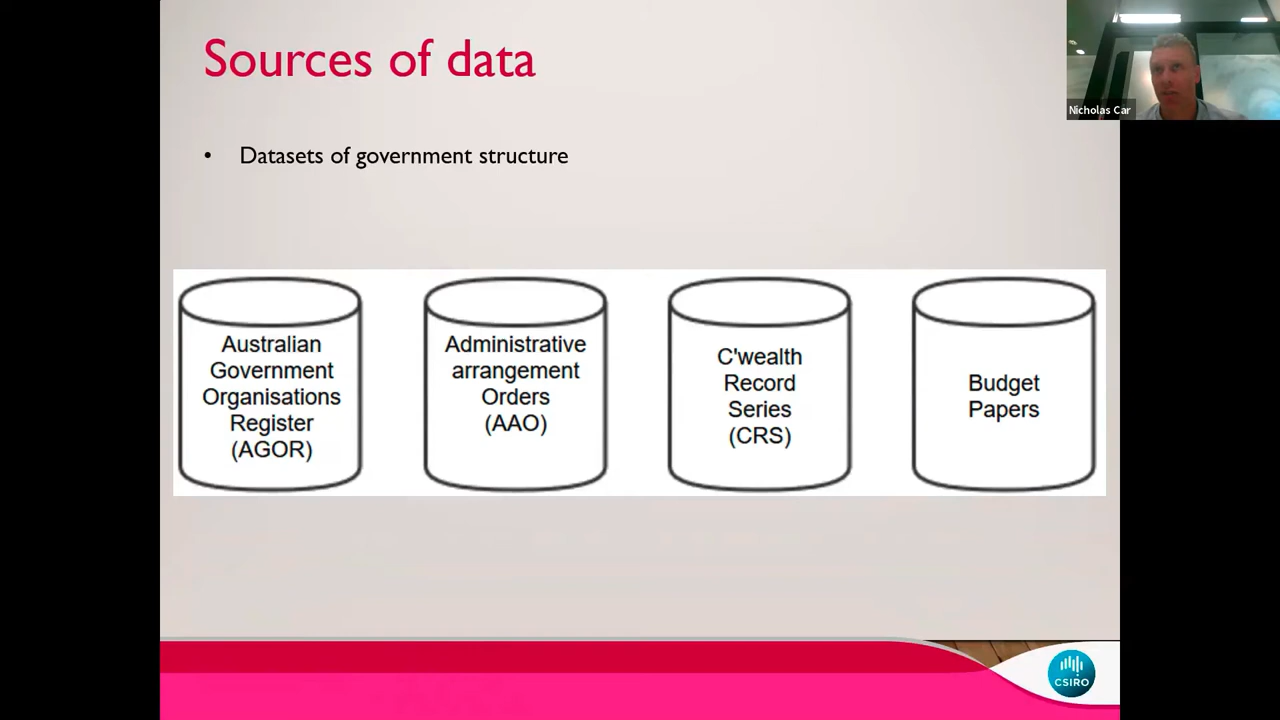 Sources of data
Nicholas Car
• Datasets of government structure
Australian
Government
Organisations
Register
(AGOR)
Administrative
arrangement
Orders
(AAO)
C'wealth
Record
Series
(CRS)
Budget
Papers
CSIRO